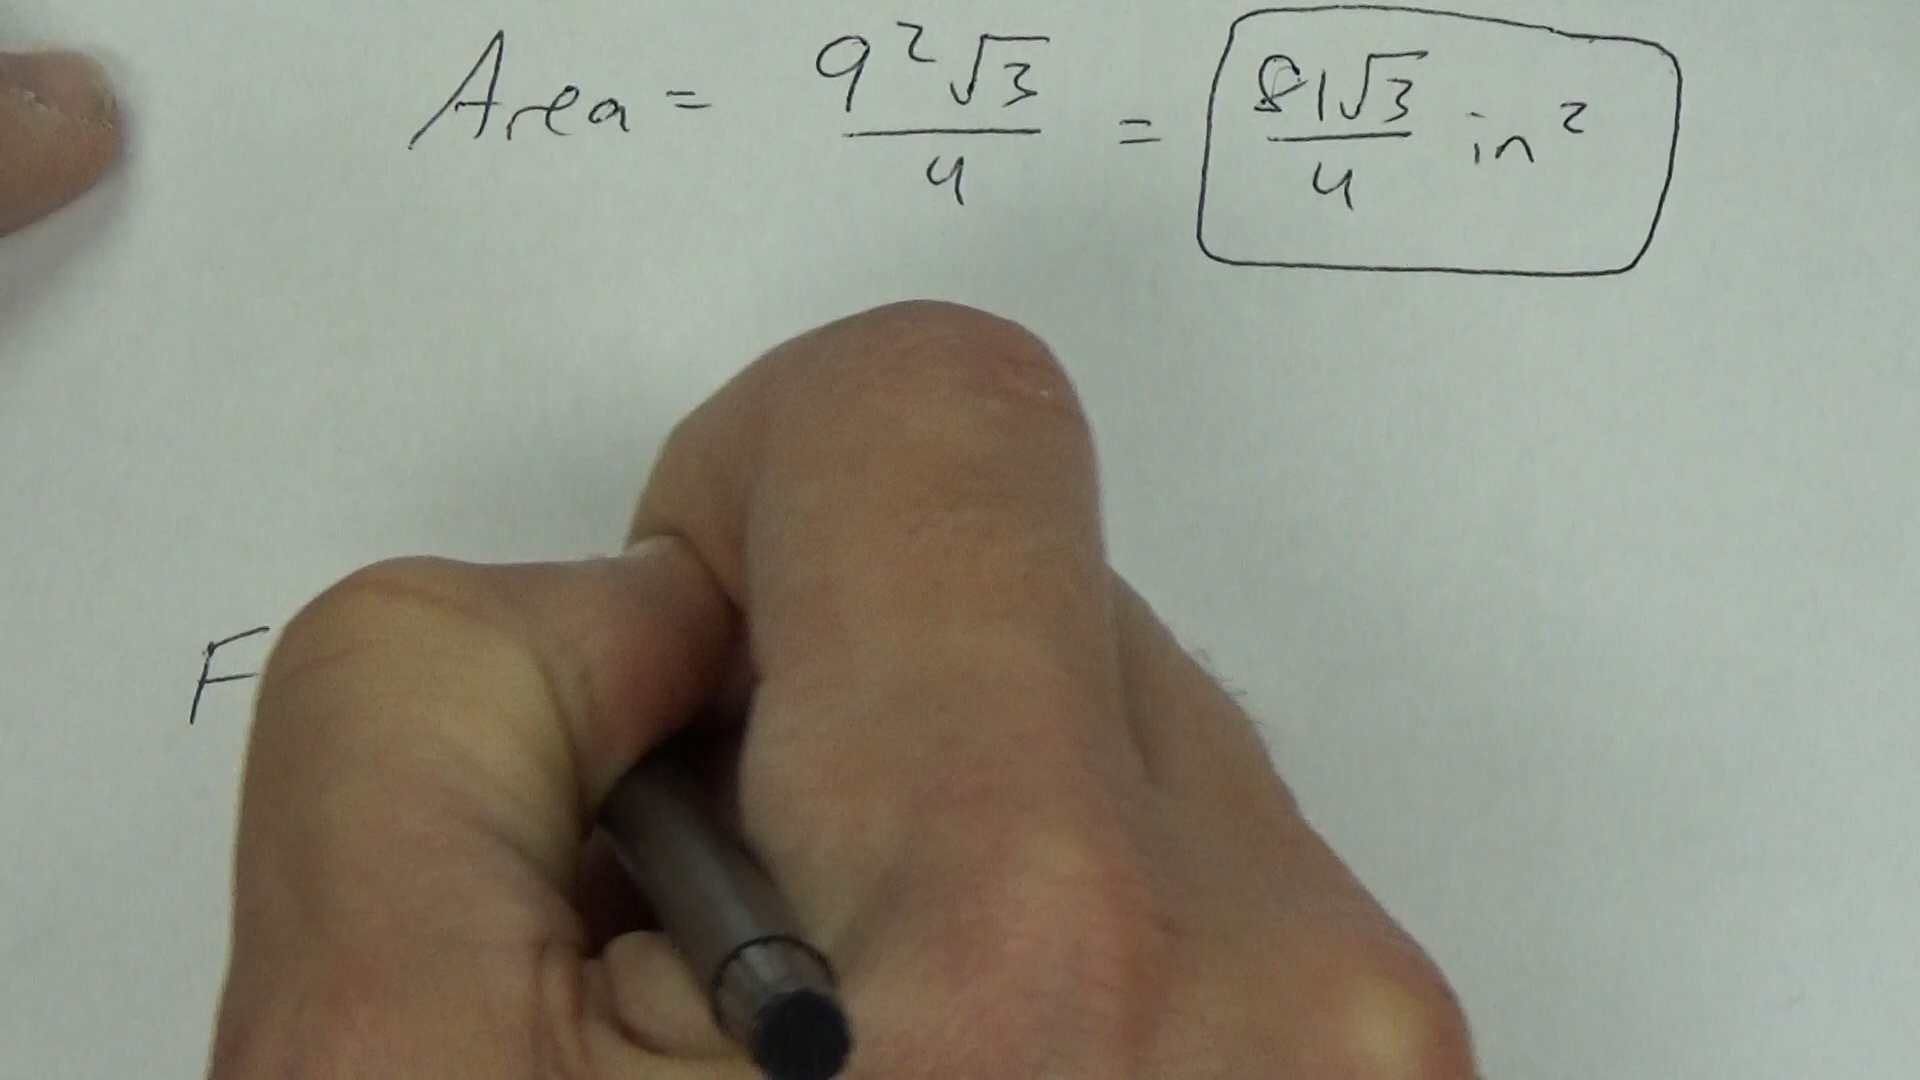 Area = 9²√3/4 = 81√3/4 in²
F